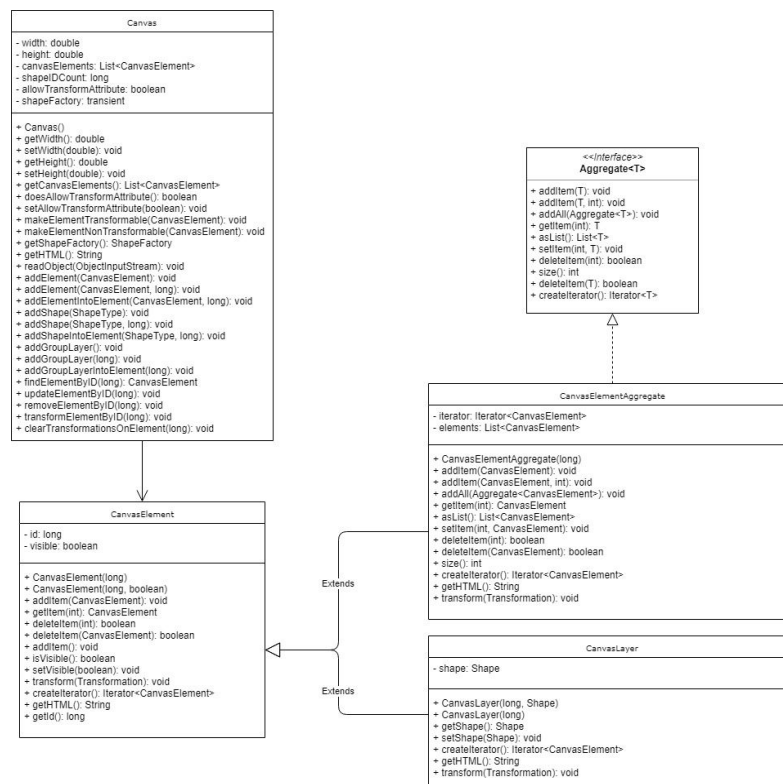 Canvas
- width: double
- height: double
- canvasElements: List<CanvasElement>
- shapeIDCount: long
- allowTransformAttribute: boolean
- shapeFactory: transient
+ Canvas()
+ getWidth(): double
+ setWidth(double): void
+ getHeight(): double
+ setHeight(double): void
+ getCanvasElements(): List<CanvasElement>
+ doesAllowTransformAttribute(): boolean
+ setAllowTransformAttribute(boolean): void
+ makeElementTransformable(CanvasElement): void
+ makeElementNonTransformable(CanvasElement): void
+ getShapeFactory(): ShapeFactory
+ getHTML(): String
+ readObject(ObjectInputStream): void
+ addElement(CanvasElement): void
+ addElement(CanvasElement, long): void
+ addElementIntoElement(CanvasElement, long): void
+ addShape(ShapeType): void
+ addShape(ShapeType, long): void
+ addShapeIntoElement(ShapeType, long): void
+ addGroupLayer(): void
+ addGroupLayer(long): void
+ addGroupLayerIntoElement(long): void
+ findElementByID(long): CanvasElement
+ updateElementByID(long): void
+ removeElementByID(long): void
+ transformElementByID(long): void
+ clearTransformationsOnElement(long): void
<<Interface>>
Aggregate<T>
+ addItem(T): void
+ addItem(T, int): void
+ addAll(Aggregate<T>): void
+ getItem(int): T
+ asList(): List<T>
+ setItem(int, T): void
+ deleteItem(int): boolean
+ size(): int
+ deleteItem(T): boolean
+ createIterator(): Iterator<T>
CanvasElementAggregate
- iterator: Iterator<CanvasElement>
- elements: List<CanvasElement>
+ CanvasElementAggregate(long)
+ addItem(CanvasElement): void
+ addItem(CanvasElement, int): void
+ addAll(Aggregate<CanvasElement>): void
+ getItem(int): CanvasElement
+ asList(): List<CanvasElement>
+ setItem(int, CanvasElement): void
+ deleteItem(int): boolean
+ deleteItem(CanvasElement): boolean
+ size(): int
+ createIterator(): Iterator<CanvasElement>
+ getHTML(): String
+ transform(Transformation): void
CanvasElement
- id: long
- visible: boolean
+ CanvasElement(long)
+ CanvasElement(long, boolean)
+ addItem(CanvasElement): void
+ getItem(int): CanvasElement
+ deleteItem(int): boolean
+ deleteItem(CanvasElement): boolean
+ addItem(): void
+ isVisible(): boolean
+ setVisible(boolean): void
+ transform(Transformation): void
+ createIterator(): Iterator<CanvasElement>
+ getHTML(): String
+ getId(): long
Extends
Extends
CanvasLayer
- shape: Shape
+ CanvasLayer(long, Shape)
+ CanvasLayer(long)
+ getShape(): Shape
+ setShape(Shape): void
+ createIterator(): Iterator<CanvasElement>
+ getHTML(): String
+ transform(Transformation): void